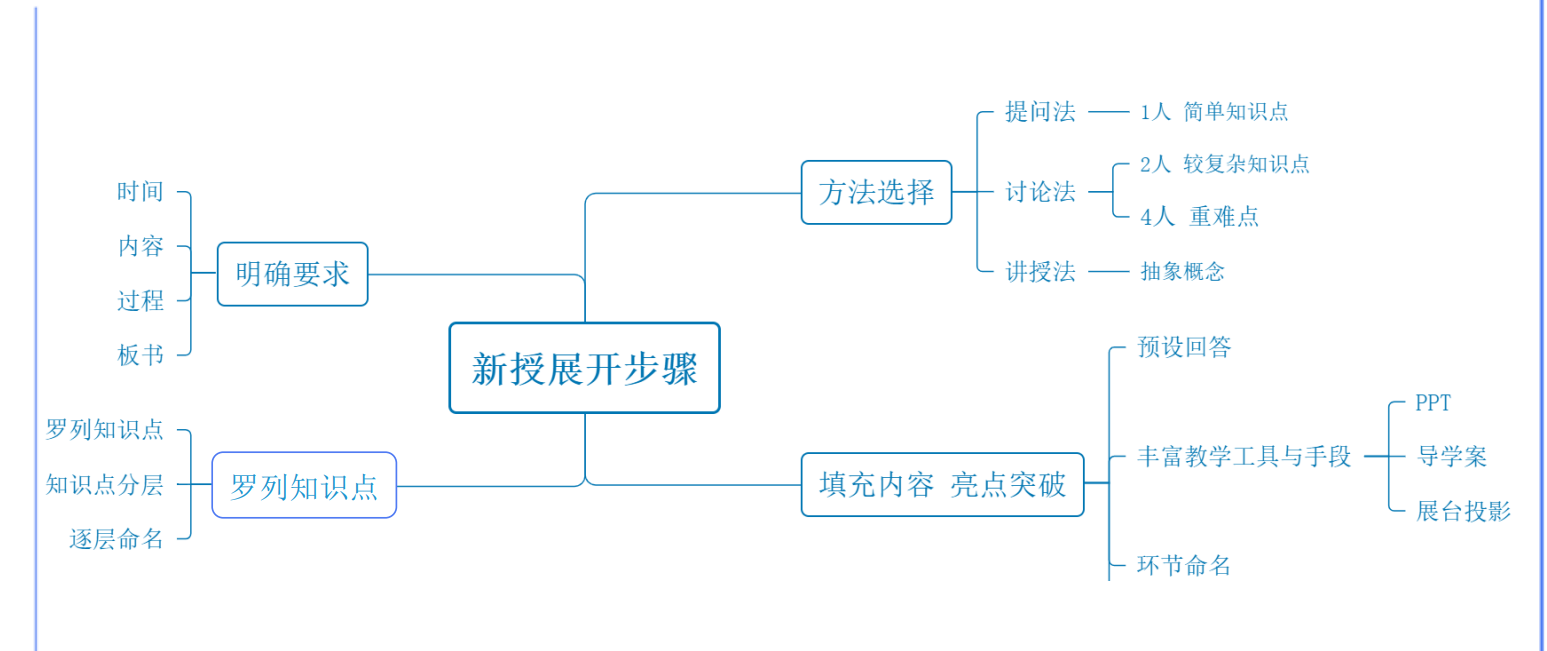 新授展开步骤
明确要求
时间
内容
过程
板书
罗列知识点
罗列知识点
知识点分层
逐层命名
方法选择
提问法
1人 简单知识点
讨论法
2人 较复杂知识点
4人 重难点
讲授法
抽象概念
填充内容 亮点突破
预设回答
丰富教学工具与手段
PPT
导学案
展台投影
环节命名